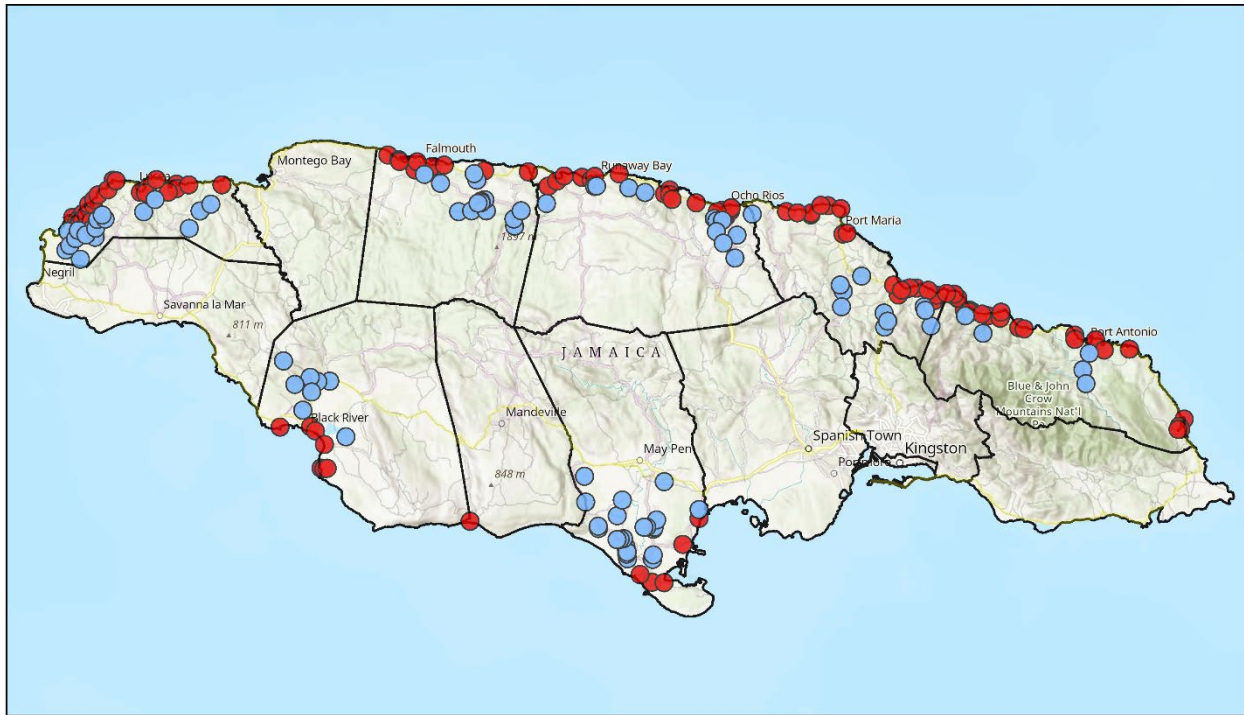 Montego Bay
Falmouth
Runaway Bay
Ocho Rios
Port Maria
1897 m
Negril
Savanna la Mar
811 m
JAMAICA
Port Antonio
Blue & John
Crow
Mountains Nat'l
Black River
Mandeville
May Pen
Spanish Town
Kingston
848 m